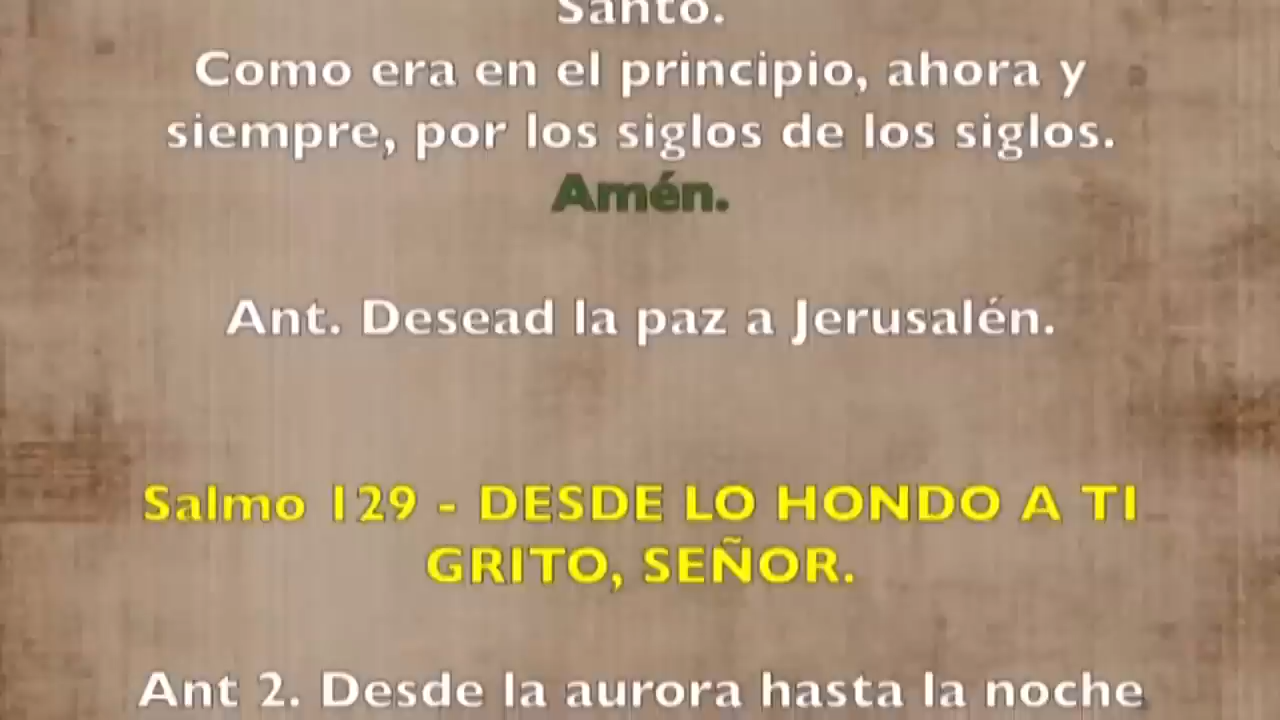 Santo.
Como era en el principio, ahora y
siempre, por los siglos de los siglos.
Amén.
Ant. Desead la paz a Jerusalén.
Salmo 129 - DESDE LO HONDO A TI
GRITO, SEÑOR.
Ant 2. Desde la aurora hasta la noche